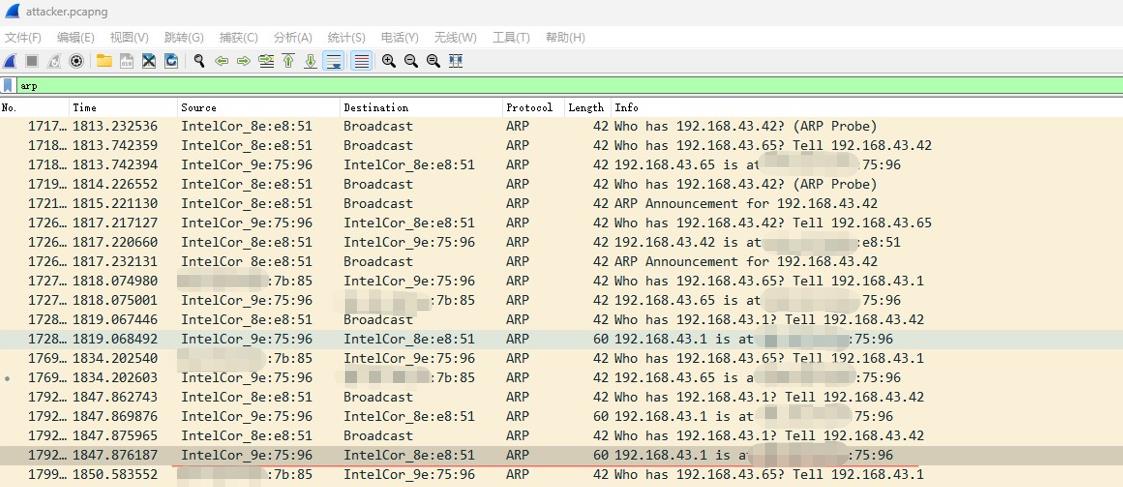 attacker.pcapng
文件(F) 编辑(E) 视图(V) 跳转(G) 捕获(C) 分析(A) 统计(S) 电话(Y) 无线(W) 工具(T) 帮助(H)
arp
No. Time Source Destination Protocol Length Info
1717… 1813.232536 IntelCor_8e:e8:51 Broadcast ARP 42 Who has 192.168.43.42? (ARP Probe)
1718… 1813.742359 IntelCor_8e:e8:51 Broadcast ARP 42 Who has 192.168.43.65? Tell 192.168.43.42
1718… 1813.742394 IntelCor_9e:75:96 IntelCor_8e:e8:51 ARP 42 192.168.43.65 is at 75:96
1719… 1814.226552 IntelCor_8e:e8:51 Broadcast ARP 42 Who has 192.168.43.42? (ARP Probe)
1721… 1815.221130 IntelCor_8e:e8:51 Broadcast ARP 42 ARP Announcement for 192.168.43.42
1726… 1817.217127 IntelCor_9e:75:96 IntelCor_8e:e8:51 ARP 42 Who has 192.168.43.42? Tell 192.168.43.65
1726… 1817.220660 IntelCor_8e:e8:51 IntelCor_9e:75:96 ARP 42 192.168.43.42 is at :e8:51
1726… 1817.232131 IntelCor_8e:e8:51 Broadcast ARP 42 ARP Announcement for 192.168.43.42
1727… 1818.074980 :7b:85 IntelCor_9e:75:96 ARP 42 Who has 192.168.43.65? Tell 192.168.43.1
1727… 1818.075001 IntelCor_9e:75:96 :7b:85 ARP 42 192.168.43.65 is at 75:96
1728… 1819.067446 IntelCor_8e:e8:51 Broadcast ARP 42 Who has 192.168.43.1? Tell 192.168.43.42
1728… 1819.068492 IntelCor_9e:75:96 IntelCor_8e:e8:51 ARP 60 192.168.43.1 is at :75:96
1769… 1834.202540 :7b:85 IntelCor_9e:75:96 ARP 42 Who has 192.168.43.65? Tell 192.168.43.1
1769… 1834.202603 IntelCor_9e:75:96 :7b:85 ARP 42 192.168.43.65 is a :75:96
1792… 1847.862743 IntelCor_8e:e8:51 Broadcast ARP 42 Who has 192.168.43.1? Tell 192.168.43.42
1792… 1847.869876 IntelCor_9e:75:96 IntelCor_8e:e8:51 ARP 60 192.168.43.1 is at :75:96
1792… 1847.875965 IntelCor_8e:e8:51 Broadcast ARP 42 Who has 192.168.43.1? Tell 192.168.43.42
1792… 1847.876187 IntelCor_9e:75:96 IntelCor_8e:e8:51 ARP 60 192.168.43.1 is at :75:96
1799… 1850.583552 :7b:85 IntelCor_9e:75:96 ARP 42 Who has 192.168.43.65? Tell 192.168.43.1